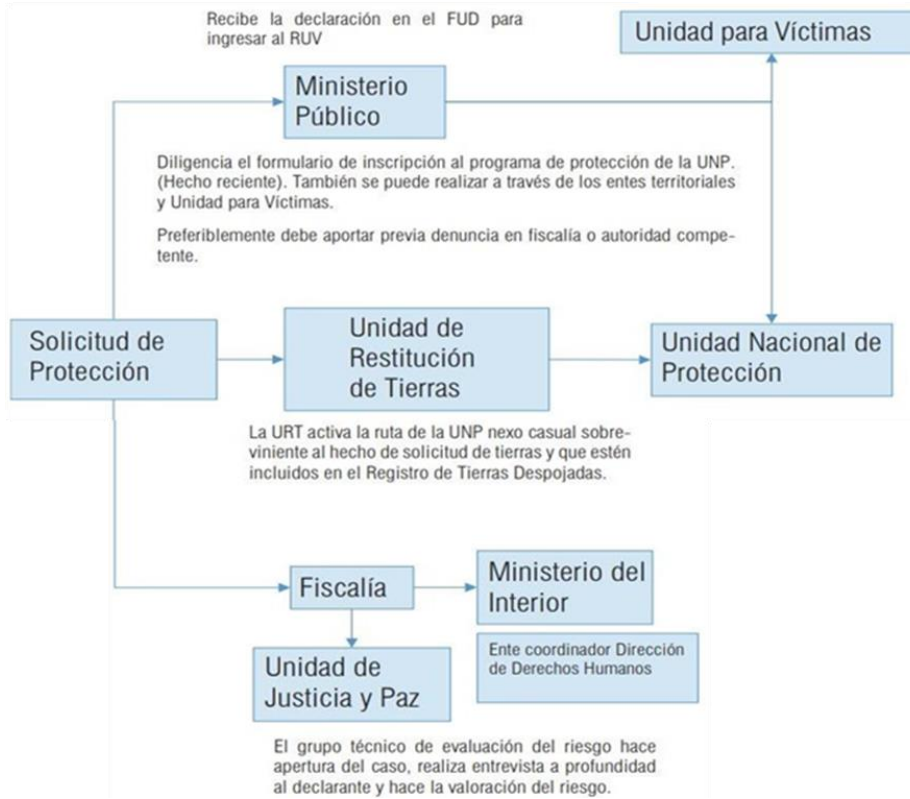 Recibe la declaración en el FUD para
ingresar al RUV
Unidad para Víctimas
Ministerio
Público
Diligencia el formulario de inscripción al programa de protección de la UNP.
(Hecho reciente). También se puede realizar a través de los entes territoriales
y Unidad para Víctimas.
Preferiblemente debe aportar previa denuncia en fiscalía o autoridad compe-
tente.
Solicitud de
Protección
Unidad de
Restitución
de Tierras
Unidad Nacional de
Protección
La URT activa la ruta de la UNP nexo casual sobre-
viniente al hecho de solicitud de tierras y que estén
incluidos en el Registro de Tierras Despojadas.
Fiscalía
Ministerio del
Interior
Ente coordinador Dirección
de Derechos Humanos
Unidad de
Justicia y Paz
El grupo técnico de evaluación del riesgo hace
apertura del caso, realiza entrevista a profundidad
al declarante y hace la valoración del riesgo.